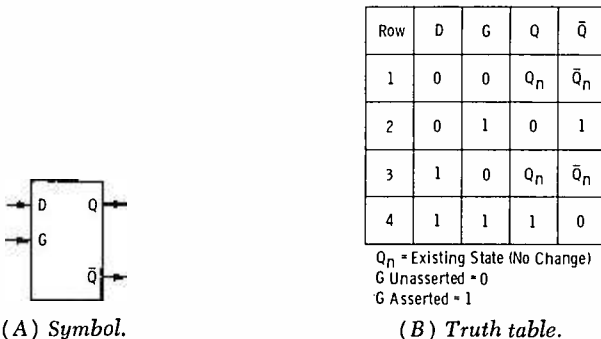 Row D G Q Q̄
1 0 0 Qn Q̄n
2 0 1 0 1
3 1 0 Qn Q̄n
4 1 1 1 0
Qn = Existing State (No Change)
G Unasserted = 0
G Asserted = 1
D Q
G
Q̄
(A) Symbol.
(B) Truth table.